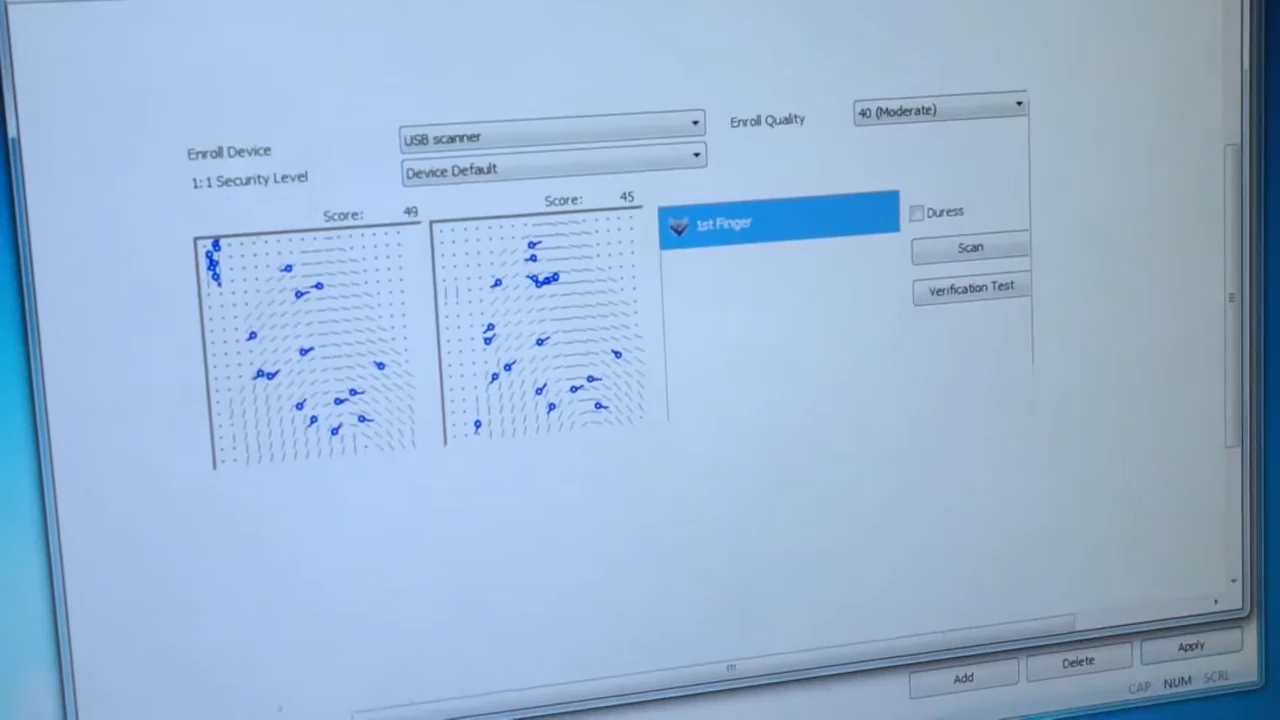 Enroll Device
USB scanner
Enroll Quality
40 (Moderate)
1:1 Security Level
Device Default
Score: 49
Score: 45
1st Finger
Duress
Scan
Verification Test
Add
Delete
Apply
CAP NUM SCRL